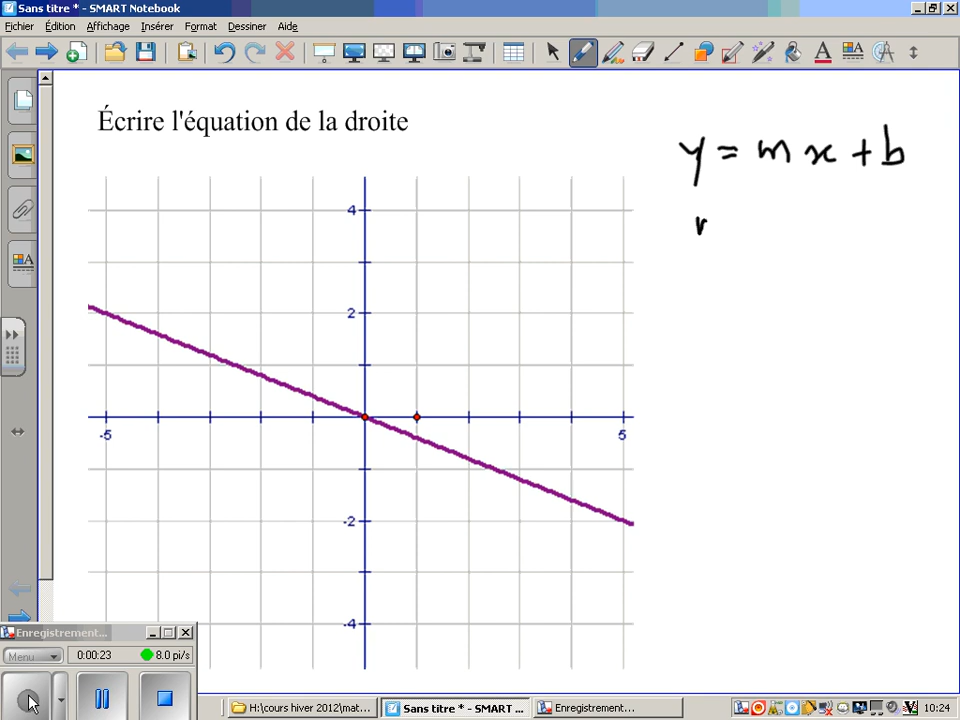 Sans titre * - SMART Notebook
Fichier Édition Affichage Insérer Format Dessiner Aide
Écrire l'équation de la droite
y = mx + b
4
2
-5
5
-2
-4
Enregistrement...
Menu 0:00:23 8.0 pi/s
H:\cours hiver 2012\mat... Sans titre * - SMART ... Enregistrement... 10:24